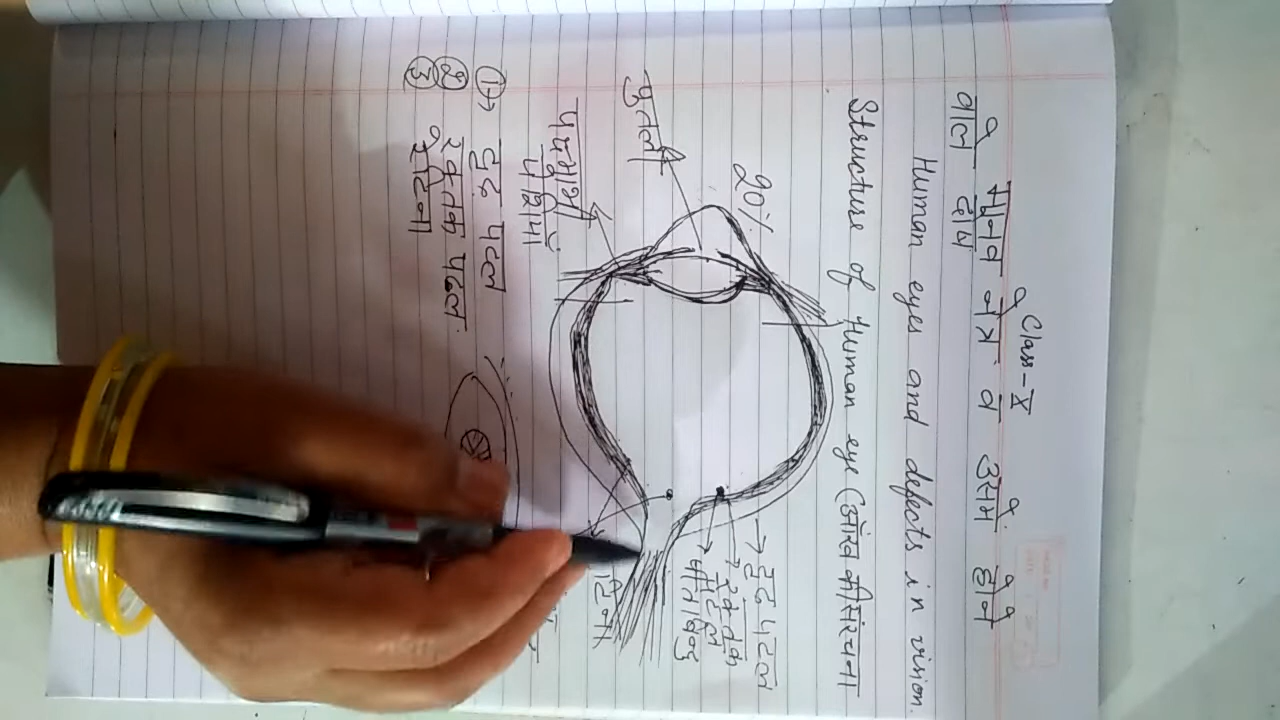 Class-X
मानव नेत्र व उसमें होने
वाले दोष
Human eyes and defects in vision.
Structure of Human eye (आँख की संरचना
20%
→ दृढ़ पटल
→ रक्तक पटल
→ पीत बिन्दु
पुतली
पक्ष्माभी
पेशियां
रेटिना
① → दृढ़ पटल
② रक्तक पटल
③ रेटिना